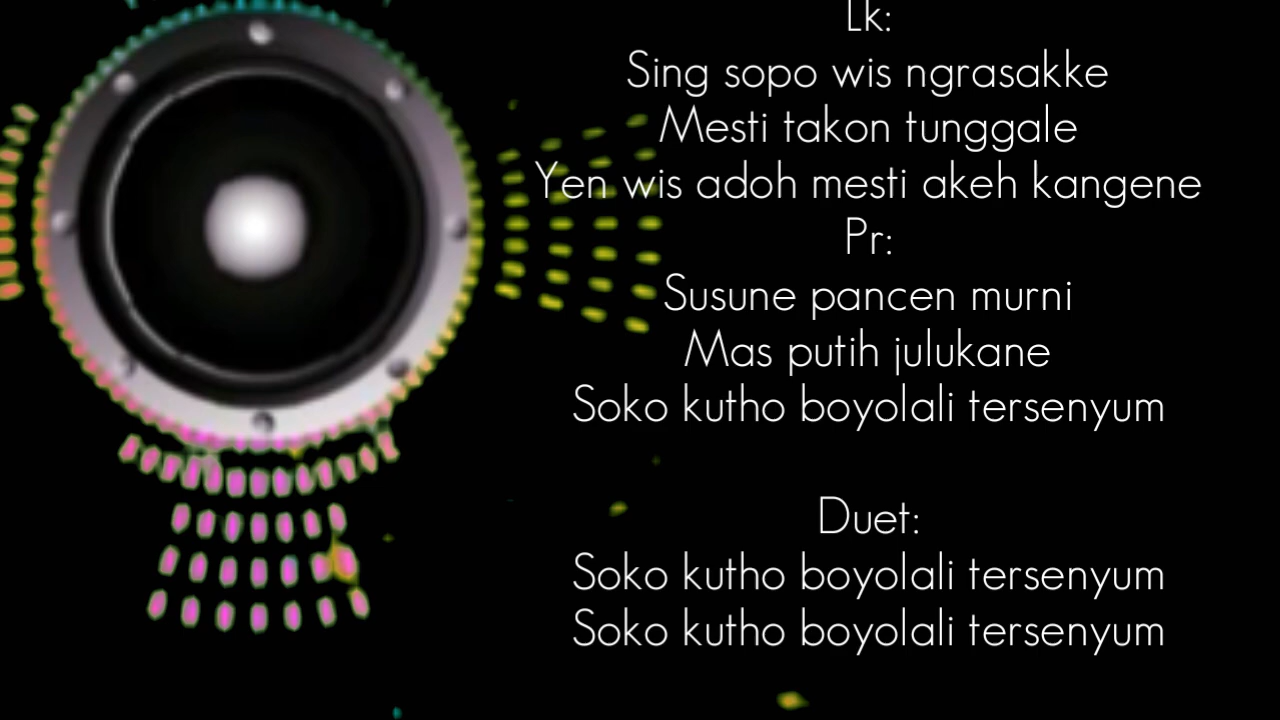 Lk:
Sing sopo wis ngrasakke
Mesti takon tunggale
Yen wis adoh mesti akeh kangene
Pr:
Susune pancen murni
Mas putih julukane
Soko kutho boyolali tersenyum
Duet:
Soko kutho boyolali tersenyum
Soko kutho boyolali tersenyum